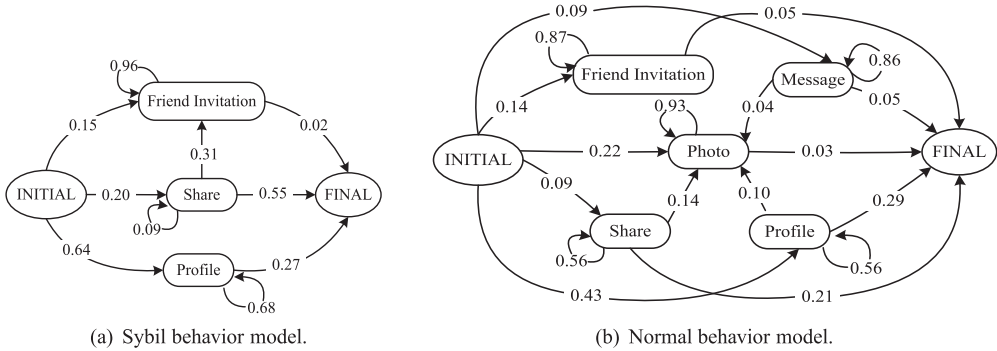 0.96
Friend Invitation
0.15
0.02
0.31
INITIAL
0.20
Share
0.55
FINAL
0.09
0.64
Profile
0.27
0.68
(a) Sybil behavior model.
0.09
0.05
0.87
Friend Invitation
0.86
Message
0.14
0.04
0.05
0.93
INITIAL
0.22
Photo
0.03
FINAL
0.09
0.14
0.10
0.29
Share
Profile
0.56
0.56
0.43
0.21
(b) Normal behavior model.